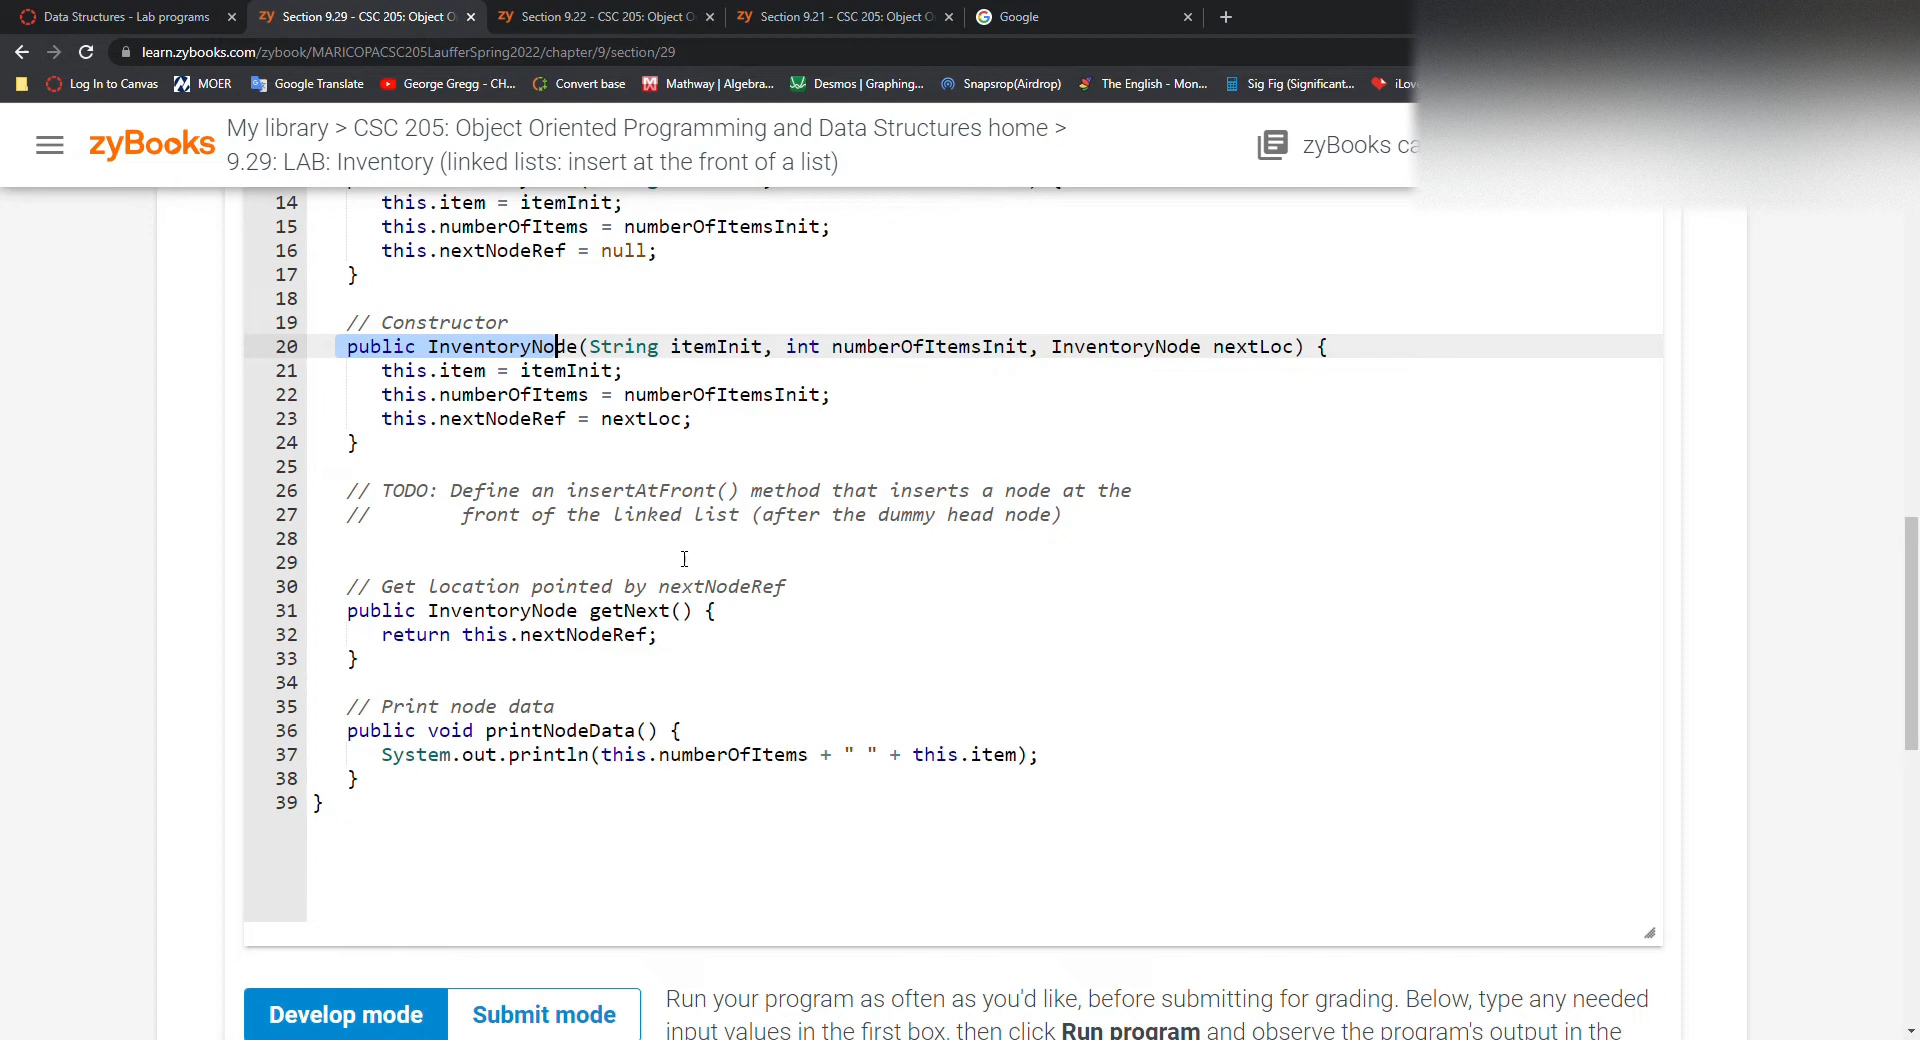 Data Structures - Lab programs
zy Section 9.29 - CSC 205: Object O
zy Section 9.22 - CSC 205: Object O
zy Section 9.21 - CSC 205: Object O
Google
learn.zybooks.com/zybook/MARICOPACSC205LaufferSpring2022/chapter/9/section/29
Log In to Canvas
MOER
Google Translate
George Gregg - CH...
Convert base
Mathway | Algebra...
Desmos | Graphing...
Snapsrop(Airdrop)
The English - Mon...
Sig Fig (Significant...
iLov
zyBooks
My library > CSC 205: Object Oriented Programming and Data Structures home >
9.29: LAB: Inventory (linked lists: insert at the front of a list)
zyBooks ca
14 this.item = itemInit;
15 this.numberOfItems = numberOfItemsInit;
16 this.nextNodeRef = null;
17 }
18
19 // Constructor
20 public InventoryNode(String itemInit, int numberOfItemsInit, InventoryNode nextLoc) {
21 this.item = itemInit;
22 this.numberOfItems = numberOfItemsInit;
23 this.nextNodeRef = nextLoc;
24 }
25
26 // TODO: Define an insertAtFront() method that inserts a node at the
27 // front of the linked list (after the dummy head node)
28
29
30 // Get location pointed by nextNodeRef
31 public InventoryNode getNext() {
32 return this.nextNodeRef;
33 }
34
35 // Print node data
36 public void printNodeData() {
37 System.out.println(this.numberOfItems + " " + this.item);
38 }
39 }
Develop mode
Submit mode
Run your program as often as you'd like, before submitting for grading. Below, type any needed
input values in the first box, then click Run program and observe the program's output in the